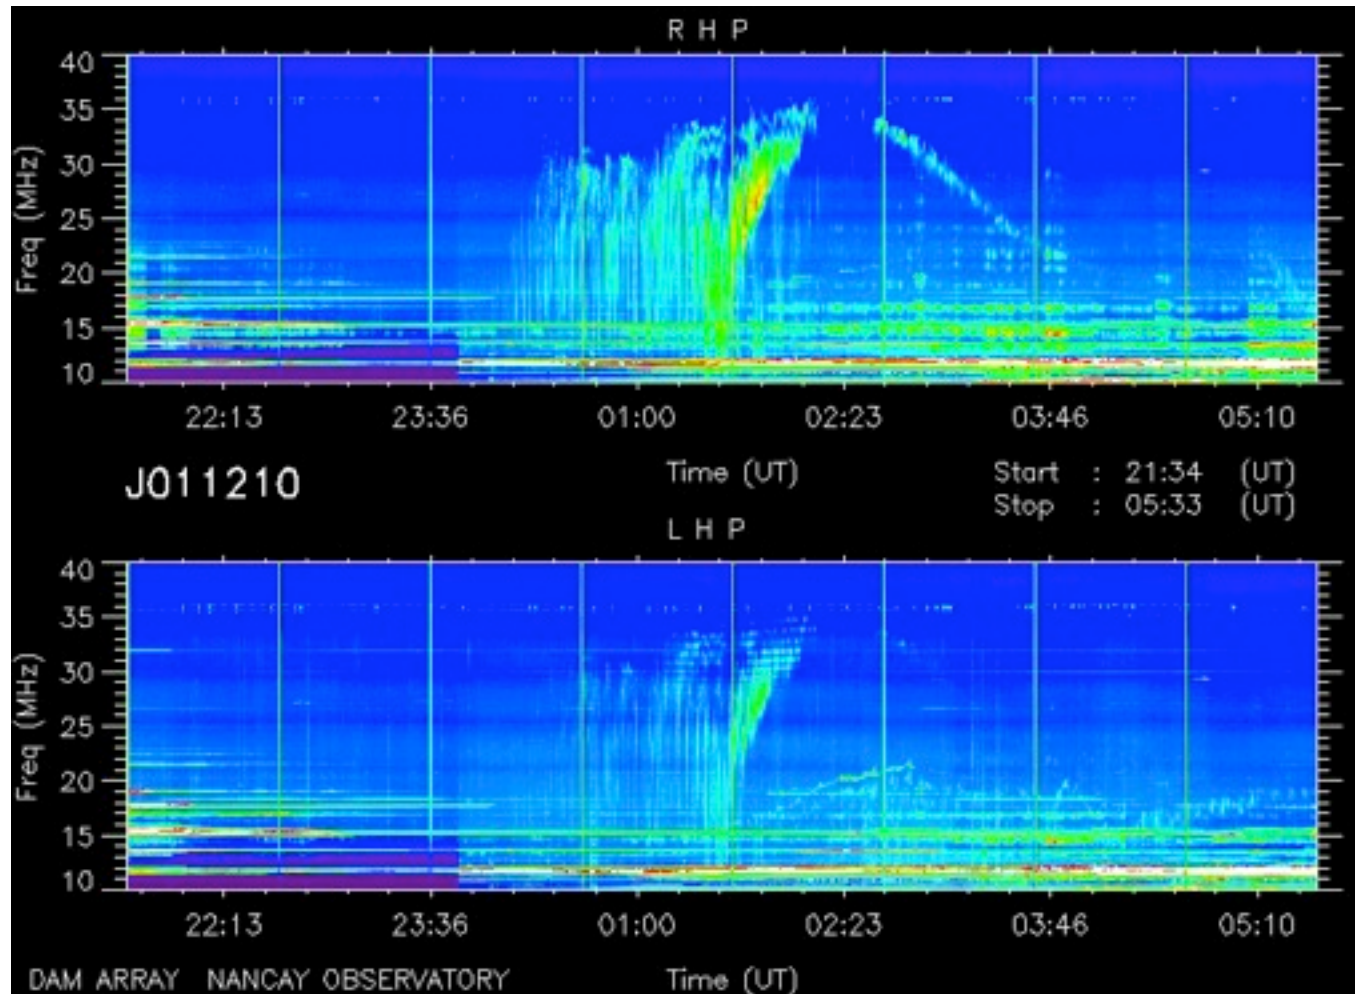 R H P
40
35
30
25
20
15
10
Freq (MHz)
22:13 23:36 01:00 02:23 03:46 05:10
J011210
Time (UT)
Start : 21:34 (UT)
Stop : 05:33 (UT)
L H P
40
35
30
25
20
15
10
Freq (MHz)
22:13 23:36 01:00 02:23 03:46 05:10
DAM ARRAY NANCAY OBSERVATORY Time (UT)